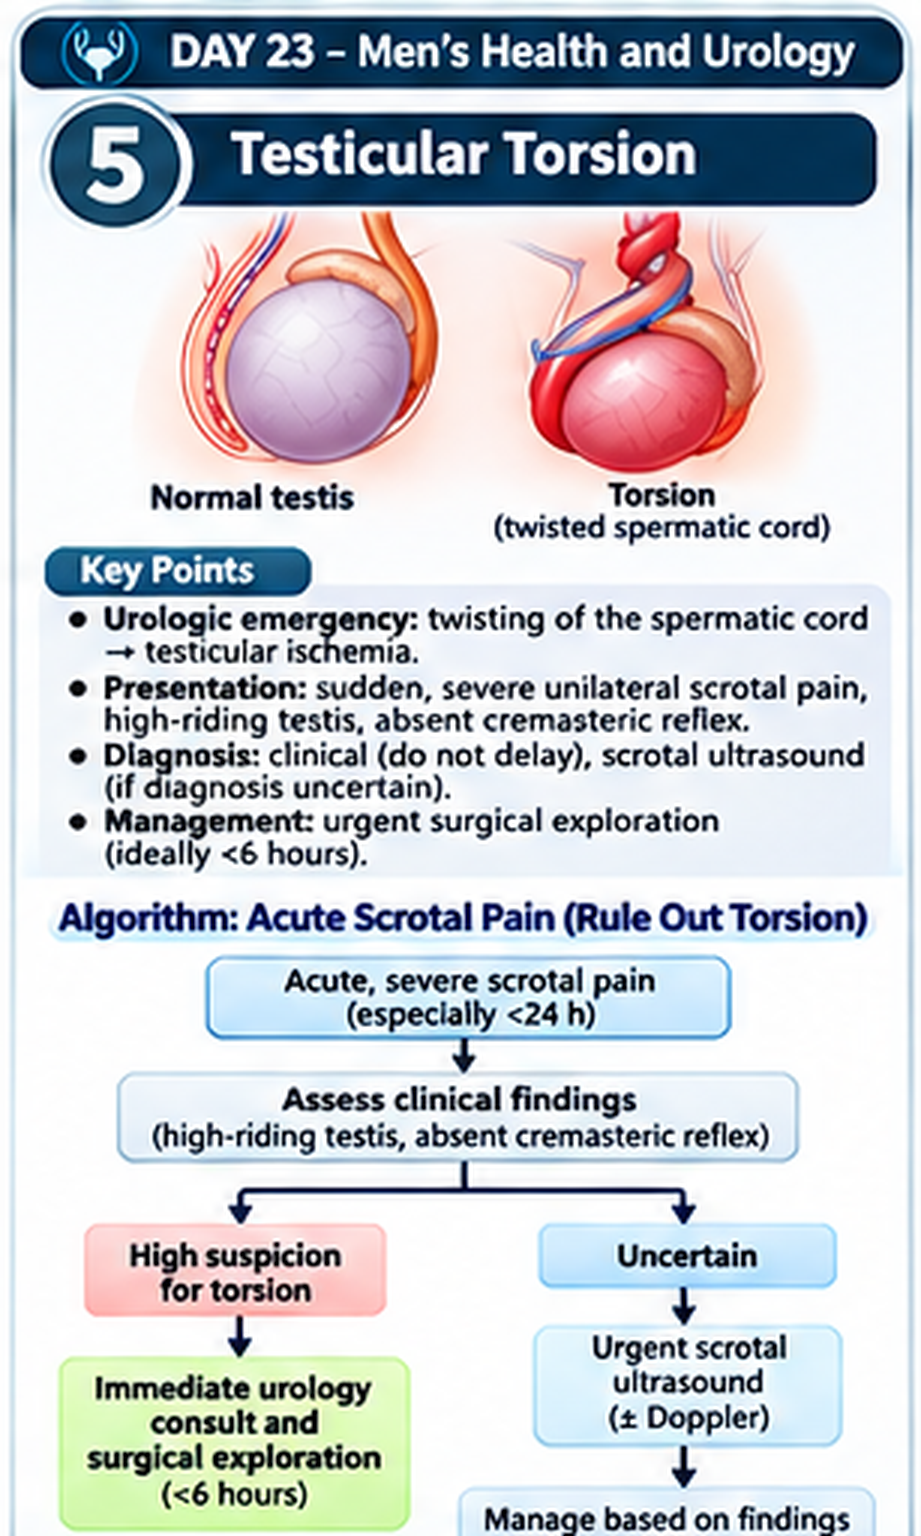 DAY 23 – Men's Health and Urology
5
Testicular Torsion
Normal testis
Torsion
(twisted spermatic cord)
Key Points
● Urologic emergency: twisting of the spermatic cord
→ testicular ischemia.
● Presentation: sudden, severe unilateral scrotal pain,
high-riding testis, absent cremasteric reflex.
● Diagnosis: clinical (do not delay), scrotal ultrasound
(if diagnosis uncertain).
● Management: urgent surgical exploration
(ideally <6 hours).
Algorithm: Acute Scrotal Pain (Rule Out Torsion)
Acute, severe scrotal pain
(especially <24 h)
Assess clinical findings
(high-riding testis, absent cremasteric reflex)
High suspicion
for torsion
Immediate urology
consult and
surgical exploration
(<6 hours)
Uncertain
Urgent scrotal
ultrasound
(± Doppler)
Manage based on findings